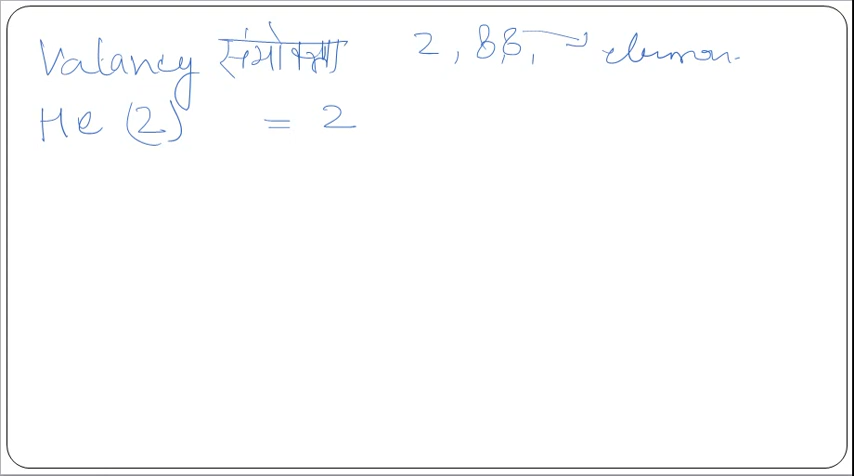 Valancy संयोजकता 2, 8 8, →
He (2) = 2